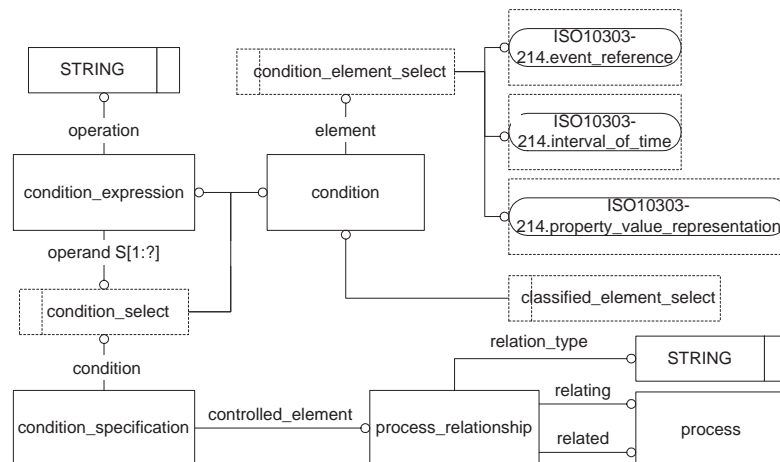 ISO10303-
214.event_reference
STRING
condition_element_select
operation
element
ISO10303-
214.interval_of_time
condition_expression
condition
ISO10303-
214.property_value_representation
operand S[1:?]
condition_select
classified_element_select
condition
relation_type
STRING
controlled_element
relating
condition_specification
process_relationship
process
related